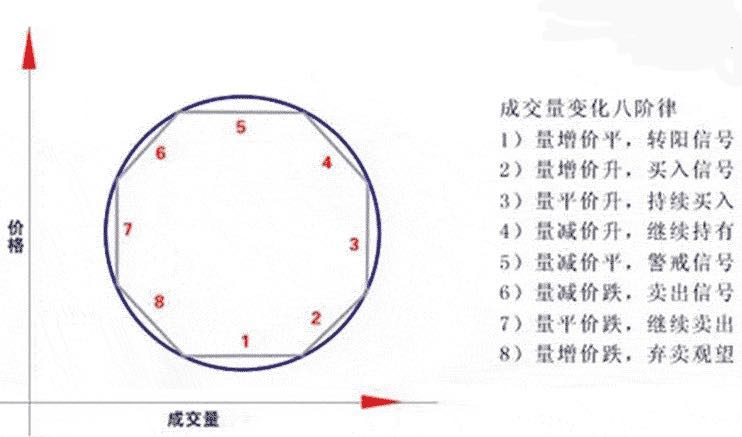 成交量变化八阶律
1）量增价平，转阳信号
2）量增价升，买入信号
3）量平价升，持续买入
4）量减价升，继续持有
5）量减价平，警戒信号
6）量减价跌，卖出信号
7）量平价跌，继续卖出
8）量增价跌，弃卖观望
价格
成交量
5
6
4
7
3
8
2
1